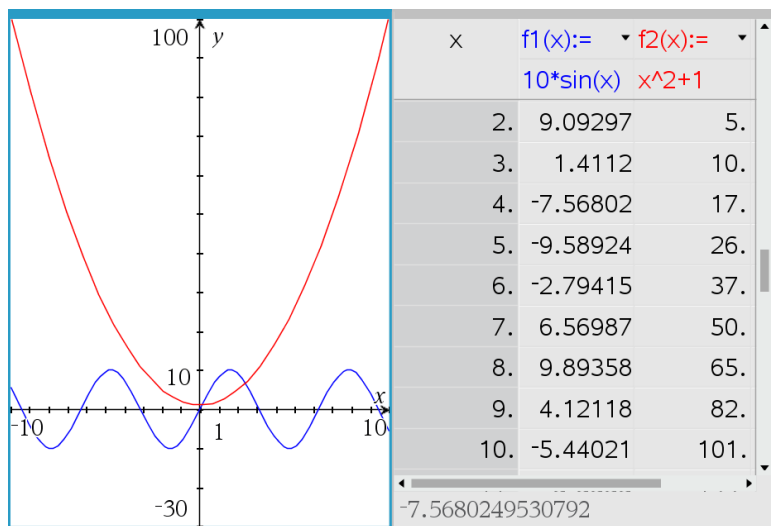 100 y
10
x
-10
1
10
-30
x f1(x):= f2(x):=
10*sin(x) x^2+1
2. 9.09297 5.
3. 1.4112 10.
4. -7.56802 17.
5. -9.58924 26.
6. -2.79415 37.
7. 6.56987 50.
8. 9.89358 65.
9. 4.12118 82.
10. -5.44021 101.
-7.5680249530792